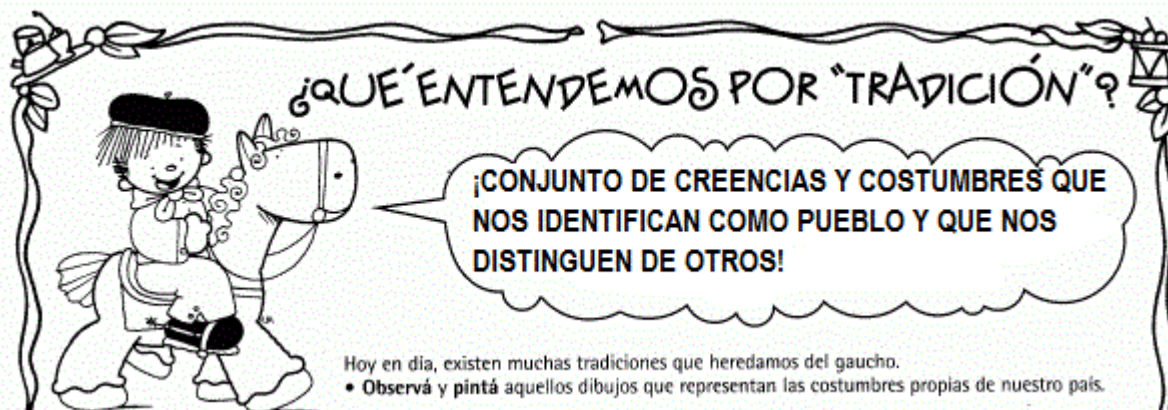 ¿QUÉ ENTENDEMOS POR "TRADICIÓN"?
¡CONJUNTO DE CREENCIAS Y COSTUMBRES QUE
NOS IDENTIFICAN COMO PUEBLO Y QUE NOS
DISTINGUEN DE OTROS!
Hoy en día, existen muchas tradiciones que heredamos del gaucho.
• Observá y pintá aquellos dibujos que representan las costumbres propias de nuestro país.